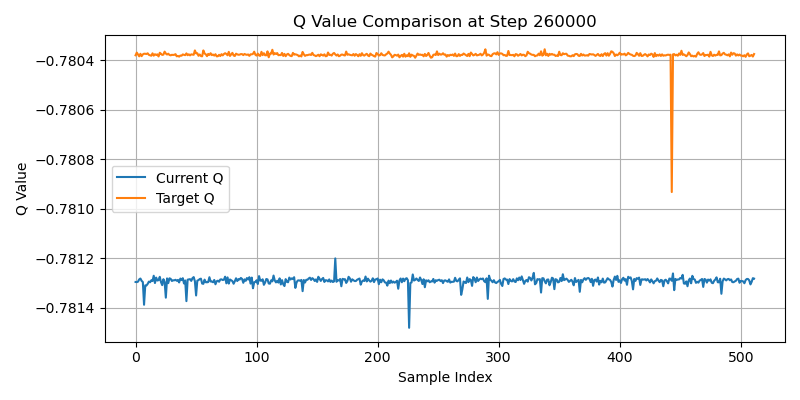 Q Value Comparison at Step 260000
−0.7804
−0.7806
−0.7808
−0.7810
−0.7812
−0.7814
Q Value
Current Q
Target Q
0 100 200 300 400 500
Sample Index